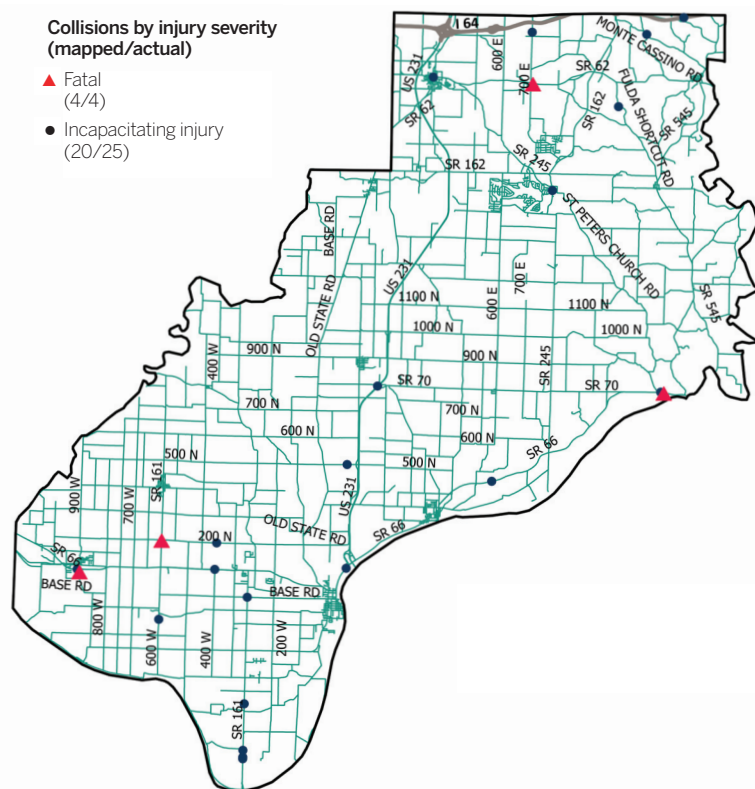 Collisions by injury severity
(mapped/actual)
Fatal
(4/4)
Incapacitating injury
(20/25)
I 64
MONTE CASSINO RD
600 E
700 E
US 231
SR 62
SR 62
FULDA SHORTCUT RD
SR 162
SR 545
SR 245
SR 162
BASE RD
ST PETERS CHURCH RD
US 231
700 E
OLD STATE RD
600 E
1100 N
1100 N
SR 545
1000 N
1000 N
900 N
900 N
400 W
SR 245
SR 70
SR 70
700 N
700 N
600 N
600 N
500 N
500 N
SR 66
SR 161
900 W
700 W
US 231
OLD STATE RD
SR 66
200 N
SR 66
BASE RD
BASE RD
800 W
600 W
400 W
200 W
SR 161